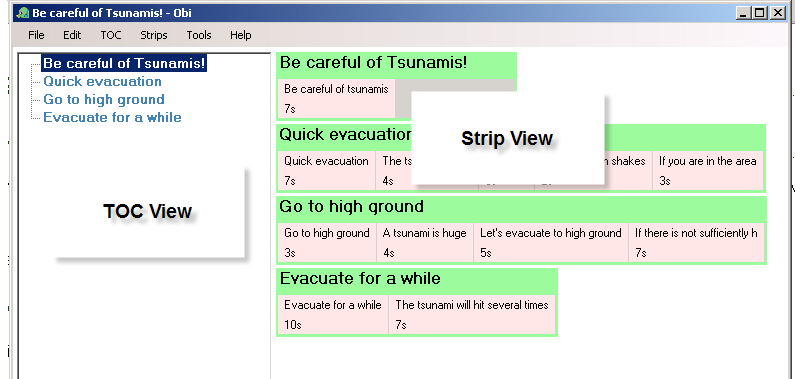 Be careful of Tsunamis! - Obi
File Edit TOC Strips Tools Help
Be careful of Tsunamis!
Quick evacuation
Go to high ground
Evacuate for a while
TOC View
Be careful of Tsunamis!
Be careful of tsunamis
7s
Strip View
Quick evacuation
Quick evacuation The shakes If you are in the area
7s 4s 3s
Go to high ground
Go to high ground A tsunami is huge Let's evacuate to high ground If there is not sufficiently h
3s 4s 5s 7s
Evacuate for a while
Evacuate for a while The tsunami will hit several times
10s 7s